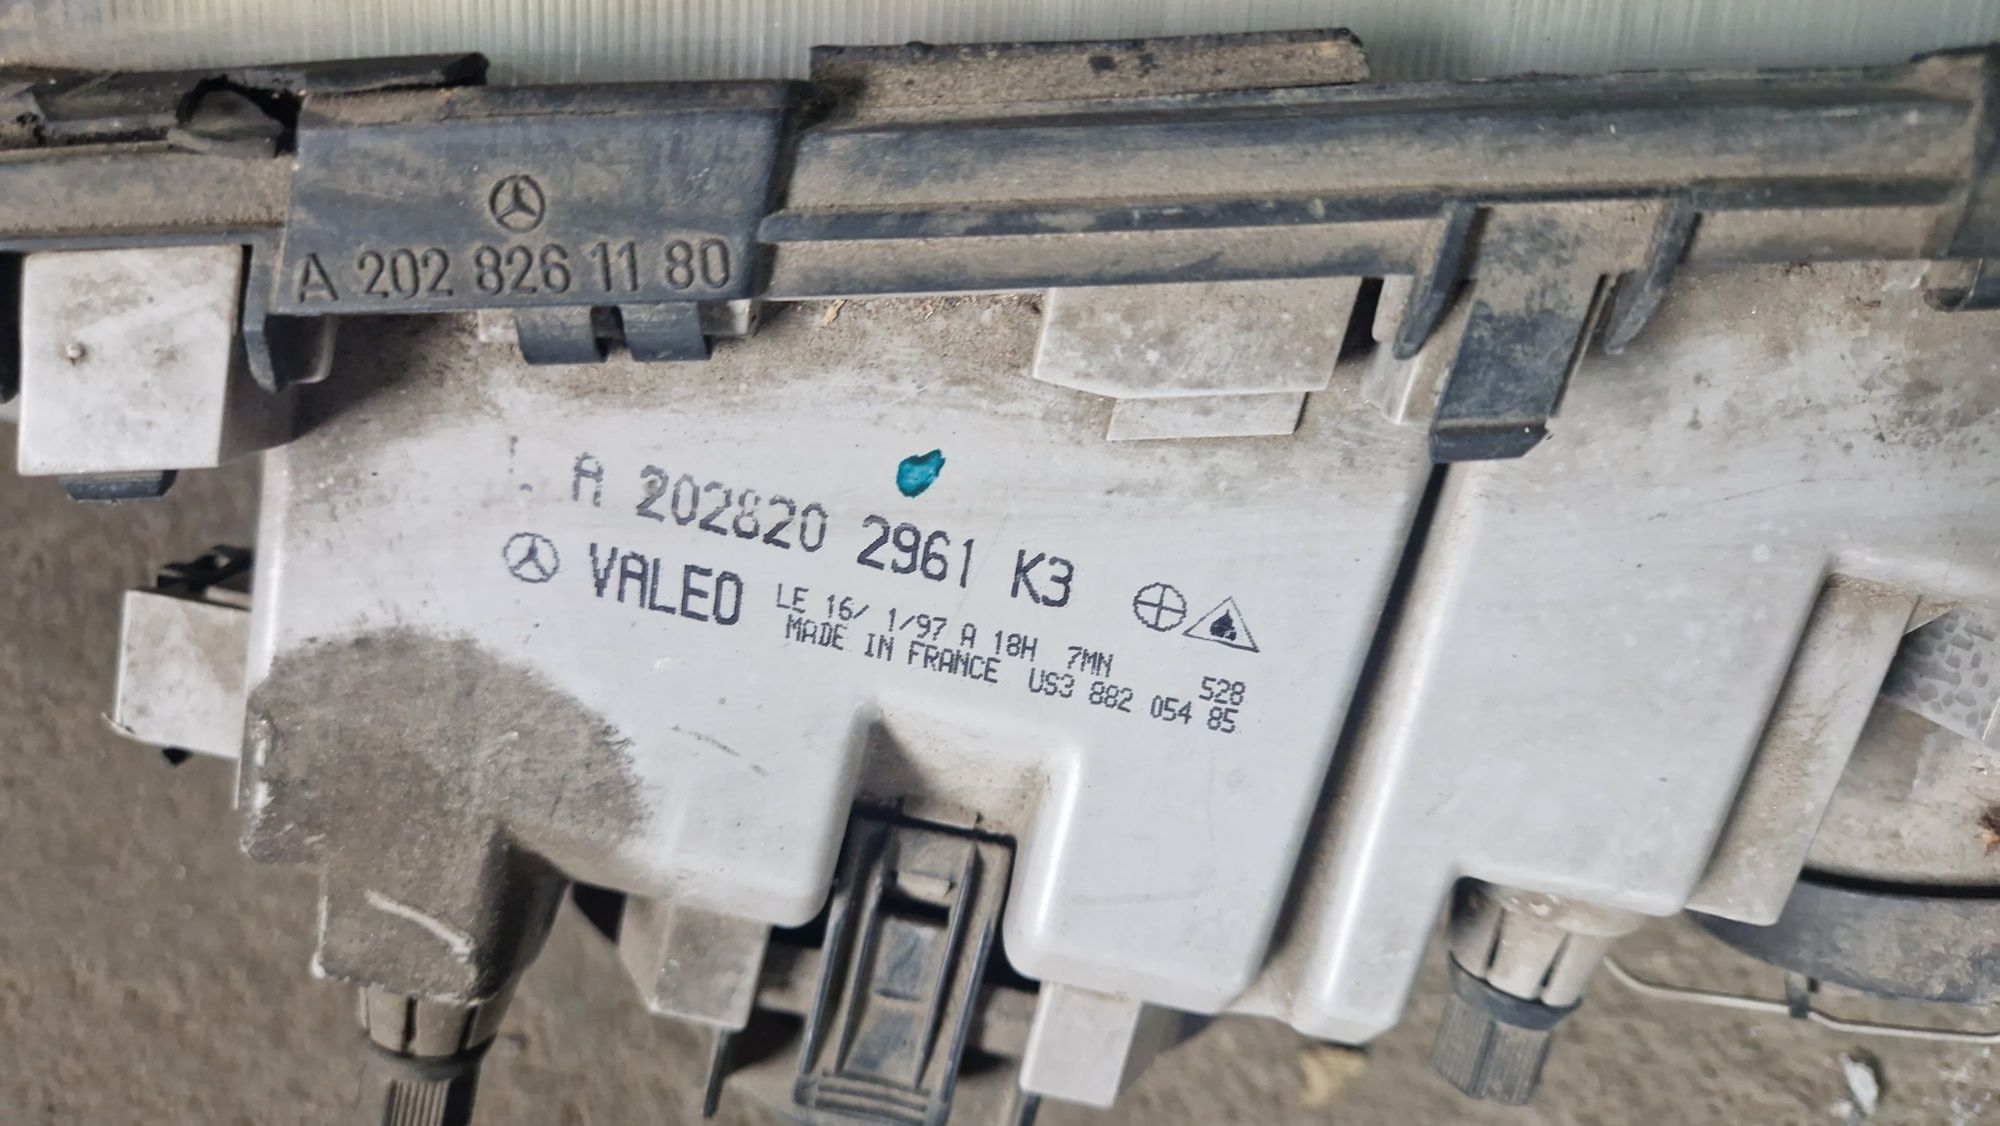 A 202 826 11 80
A 202820 2961 K3
VALEO
LE 16/ 1/97 A 18H 7MN 528
MADE IN FRANCE US3 882 054 85